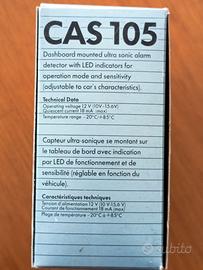 CAS 105
Dashboard mounted ultra sonic alarm
detector with LED indicators for
operation mode and sensitivity
(adjustable to car's characteristics).
Technical Data
Operating voltage 12 V (10V-15.6V)
Quiescent current 18 mA (max)
Temperature range -20°C/+85°C
Capteur ultra-sonique se montant sur
le tableau de bord avec indication
par LED de fonctionnement et de
sensibilité (réglable en fonction du
véhicule).
Caractéristiques techniques
Tension d'alimentation 12 V (10 V-15.6 V)
Courant de fonctionnement 18 mA (max)
Plage de température -20°C à +85°C
subito